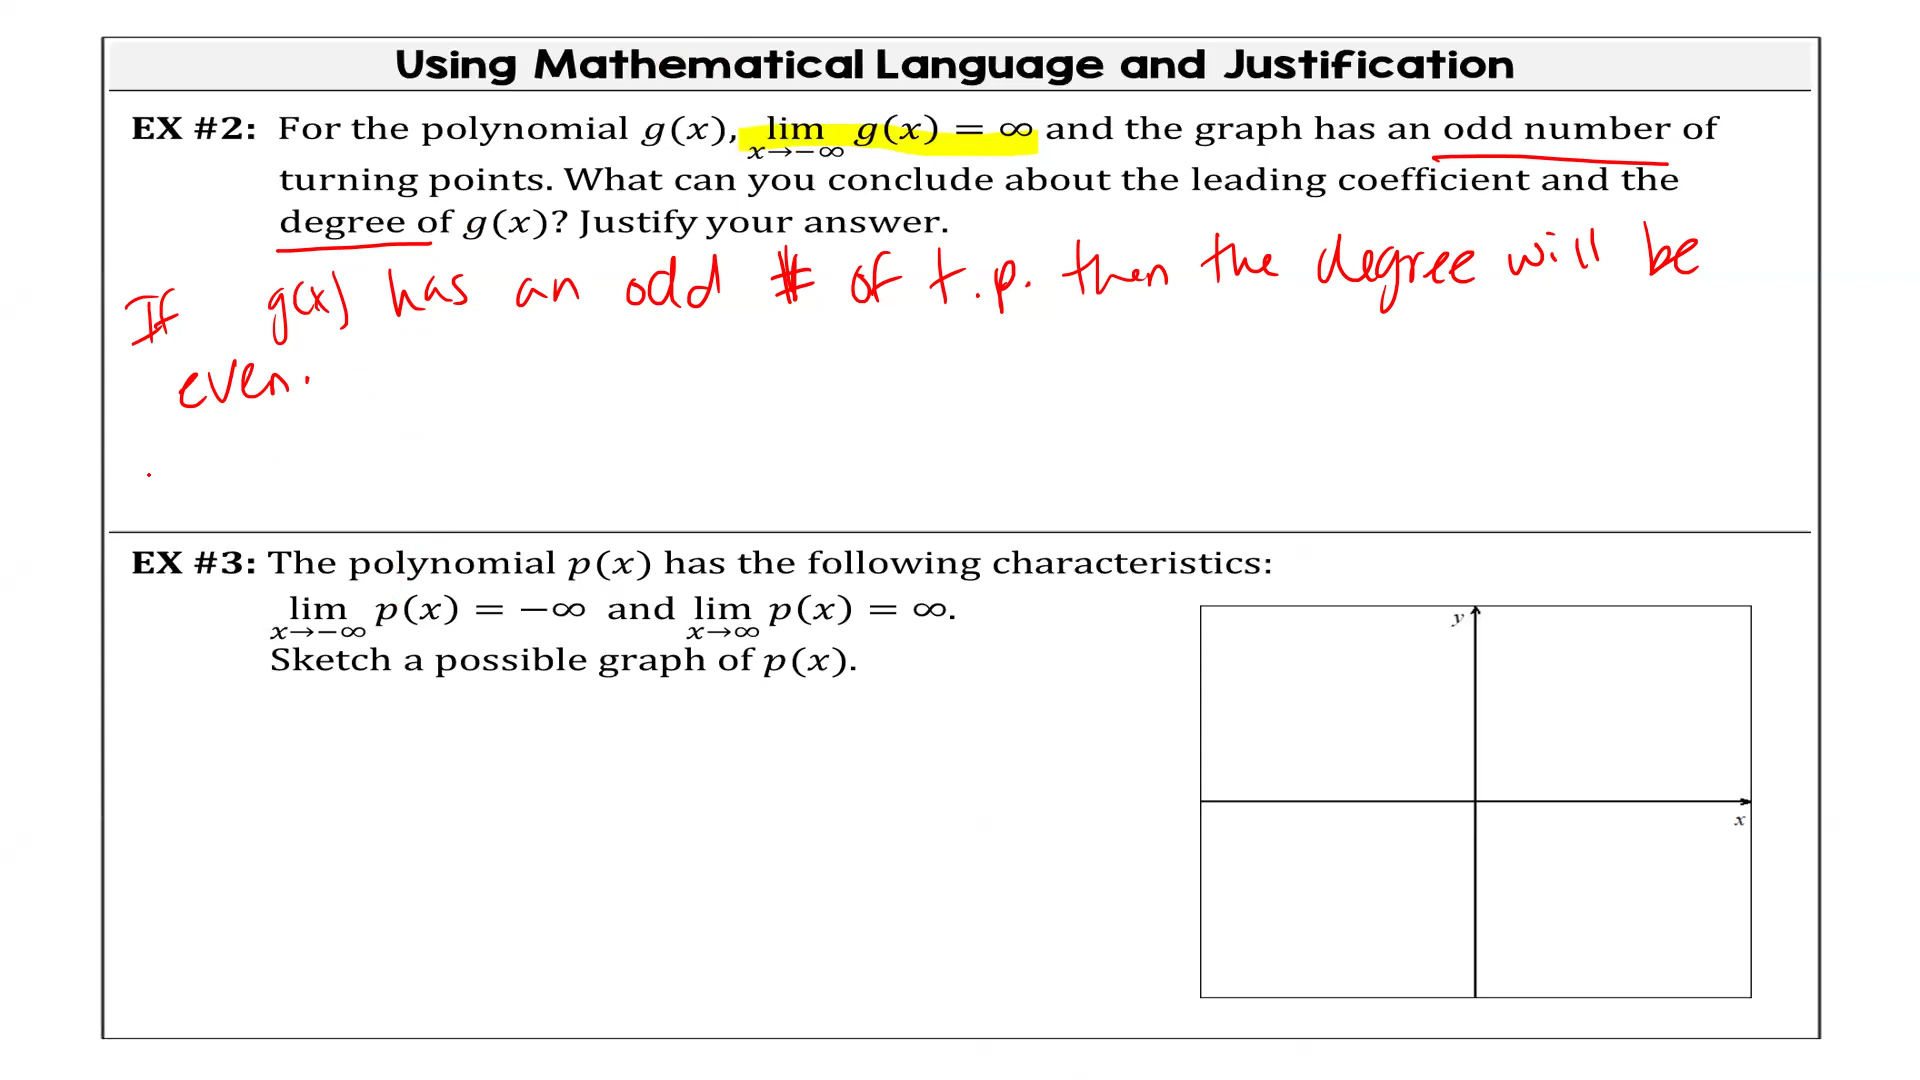 Using Mathematical Language and Justification
EX #2: For the polynomial g(x), lim x→−∞ g(x) = ∞ and the graph has an odd number of
turning points. What can you conclude about the leading coefficient and the
degree of g(x)? Justify your answer.
If g(x) has an odd # of t.p. then the degree will be
even.
EX #3: The polynomial p(x) has the following characteristics:
lim x→−∞ p(x) = −∞ and lim x→∞ p(x) = ∞.
Sketch a possible graph of p(x).
y
x